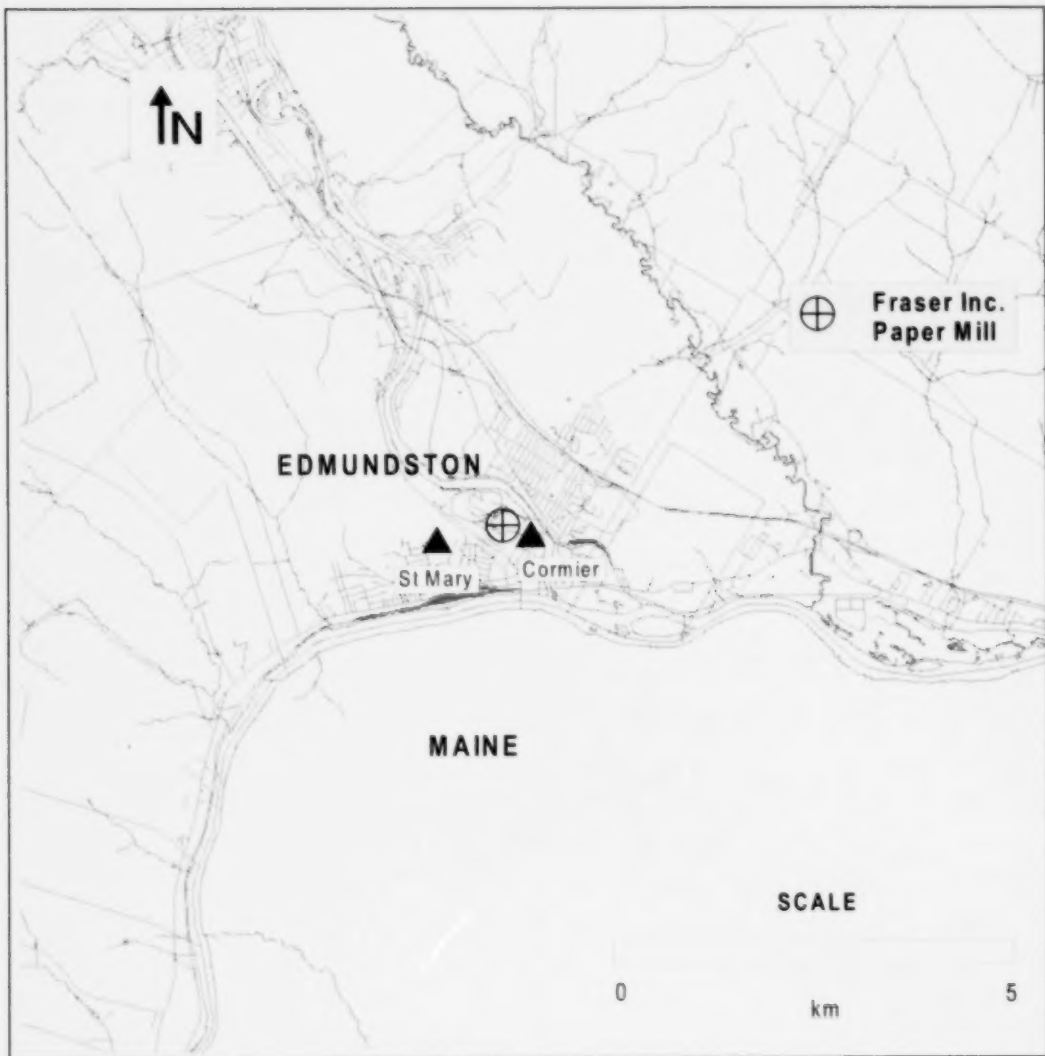 N
Fraser Inc.
Paper Mill
EDMUNDSTON
St Mary
Cormier
MAINE
SCALE
0 5
km